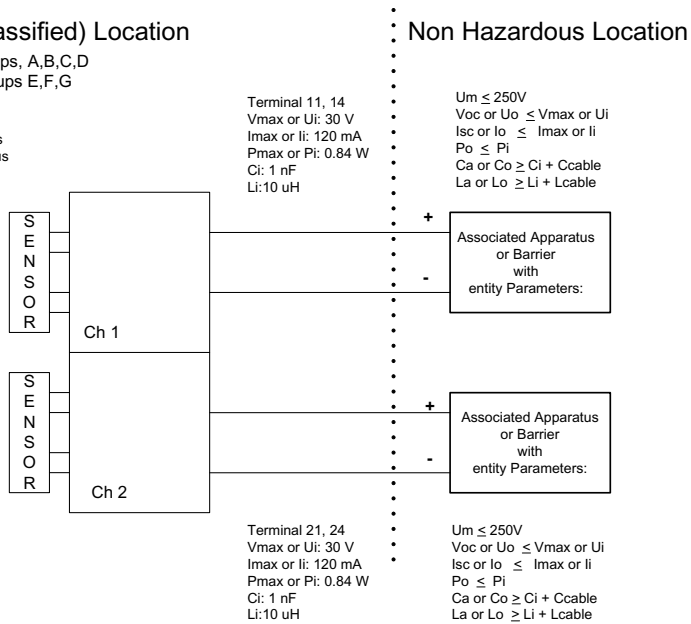 assified) Location
ps, A,B,C,D
ups E,F,G
s
us
Non Hazardous Location
Terminal 11, 14
Vmax or Ui: 30 V
Imax or Ii: 120 mA
Pmax or Pi: 0.84 W
Ci: 1 nF
Li:10 uH
Um ≤ 250V
Voc or Uo ≤ Vmax or Ui
Isc or Io ≤ Imax or Ii
Po ≤ Pi
Ca or Co ≥ Ci + Ccable
La or Lo ≥ Li + Lcable
SENSOR
Ch 1
+
-
Associated Apparatus
or Barrier
with
entity Parameters:
SENSOR
Ch 2
+
-
Associated Apparatus
or Barrier
with
entity Parameters:
Terminal 21, 24
Vmax or Ui: 30 V
Imax or Ii: 120 mA
Pmax or Pi: 0.84 W
Ci: 1 nF
Li:10 uH
Um ≤ 250V
Voc or Uo ≤ Vmax or Ui
Isc or Io ≤ Imax or Ii
Po ≤ Pi
Ca or Co ≥ Ci + Ccable
La or Lo ≥ Li + Lcable